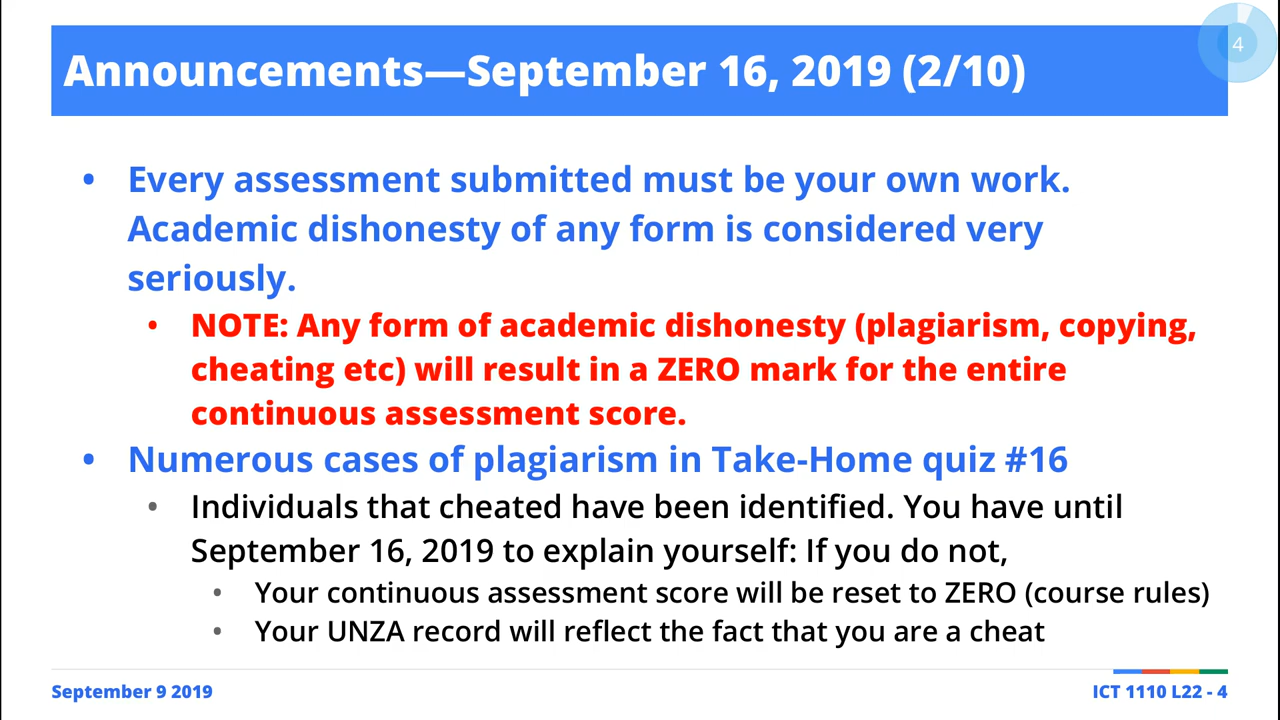 Announcements—September 16, 2019 (2/10)
4
• Every assessment submitted must be your own work.
Academic dishonesty of any form is considered very
seriously.
• NOTE: Any form of academic dishonesty (plagiarism, copying,
cheating etc) will result in a ZERO mark for the entire
continuous assessment score.
• Numerous cases of plagiarism in Take-Home quiz #16
• Individuals that cheated have been identified. You have until
September 16, 2019 to explain yourself: If you do not,
• Your continuous assessment score will be reset to ZERO (course rules)
• Your UNZA record will reflect the fact that you are a cheat
September 9 2019
ICT 1110 L22 - 4